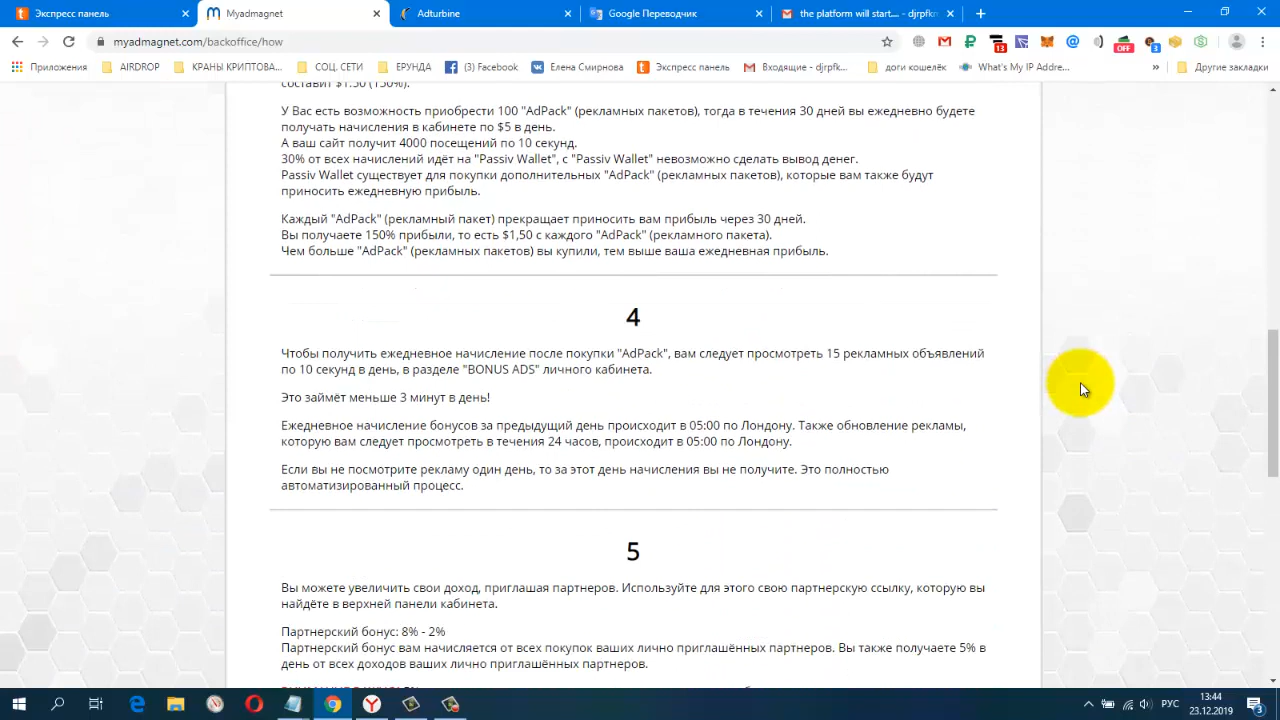 Экспресс панель
Myadmagnet
Adturbine
Google Переводчик
the platform will start... - djrpfkn
myadmagnet.com/backoffice/how
13
OFF
3
Приложения
AIRDROP
КРАНЫ КРИПТОВА...
СОЦ. СЕТИ
ЕРУНДА
(3) Facebook
Елена Смирнова
Экспресс панель
Входящие - djrpfk...
доги кошелёк
What's My IP Addre...
»
Другие закладки
составит $1.50 (150%).
У Вас есть возможность приобрести 100 "AdPack" (рекламных пакетов), тогда в течения 30 дней вы ежедневно будете
получать начисления в кабинете по $5 в день.
А ваш сайт получит 4000 посещений по 10 секунд.
30% от всех начислений идёт на "Passiv Wallet", с "Passiv Wallet" невозможно сделать вывод денег.
Passiv Wallet существует для покупки дополнительных "AdPack" (рекламных пакетов), которые вам также будут
приносить ежедневную прибыль.
Каждый "AdPack" (рекламный пакет) прекращает приносить вам прибыль через 30 дней.
Вы получаете 150% прибыли, то есть $1,50 с каждого "AdPack" (рекламного пакета).
Чем больше "AdPack" (рекламных пакетов) вы купили, тем выше ваша ежедневная прибыль.
4
Чтобы получить ежедневное начисление после покупки "AdPack", вам следует просмотреть 15 рекламных объявлений
по 10 секунд в день, в разделе "BONUS ADS" личного кабинета.
Это займёт меньше 3 минут в день!
Ежедневное начисление бонусов за предыдущий день происходит в 05:00 по Лондону. Также обновление рекламы,
которую вам следует просмотреть в течения 24 часов, происходит в 05:00 по Лондону.
Если вы не посмотрите рекламу один день, то за этот день начисления вы не получите. Это полностью
автоматизированный процесс.
5
Вы можете увеличить свои доход, приглашая партнеров. Используйте для этого свою партнерскую ссылку, которую вы
найдёте в верхней панели кабинета.
Партнерский бонус: 8% - 2%
Партнерский бонус вам начисляется от всех покупок ваших лично приглашённых партнеров. Вы также получаете 5% в
день от всех доходов ваших лично приглашённых партнеров.
РУС
13:44
23.12.2019
3